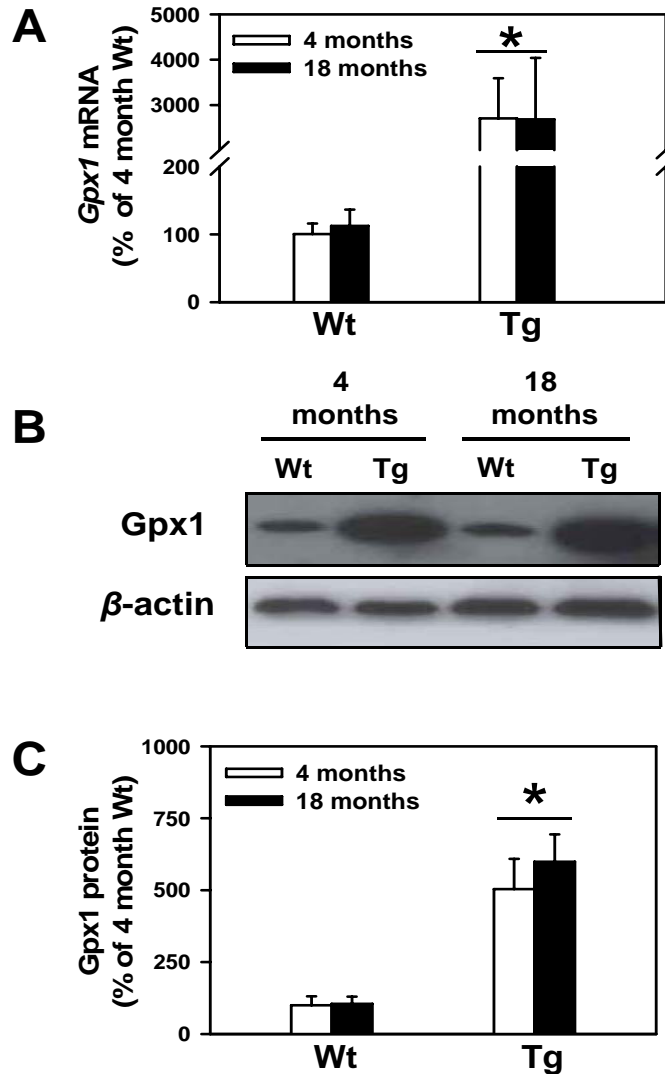 A
Gpx1 mRNA
(% of 4 month Wt)
5000
4000
3000
200
100
0
4 months
18 months
*
Wt
Tg
B
4
months
18
months
Wt
Tg
Wt
Tg
Gpx1
β-actin
C
Gpx1 protein
(% of 4 month Wt)
1000
750
500
250
0
4 months
18 months
*
Wt
Tg